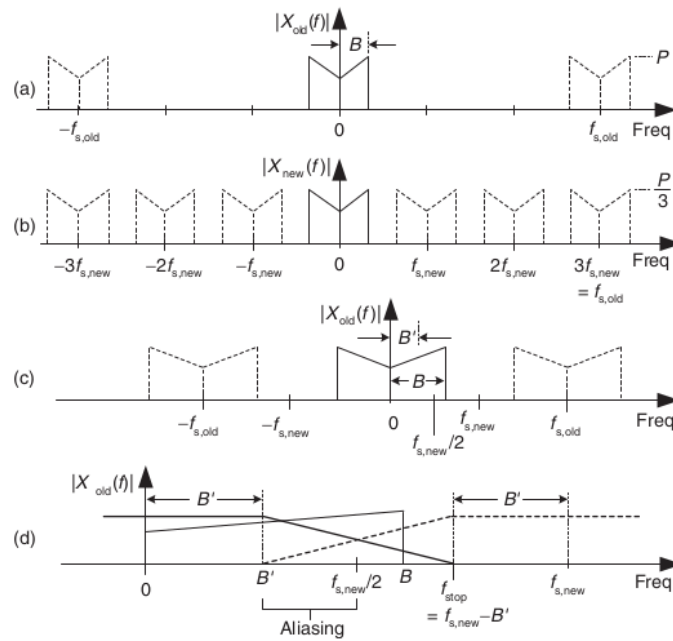 |X_old(f)|
B
P
(a)
−f_s,old
0
f_s,old
Freq
|X_new(f)|
P/3
(b)
−3f_s,new
−2f_s,new
−f_s,new
0
f_s,new
2f_s,new
3f_s,new
Freq
= f_s,old
|X_old(f)|
B'
B
(c)
−f_s,old
−f_s,new
0
f_s,new/2
f_s,new
f_s,old
Freq
|X_old(f)|
B'
B'
(d)
0
B'
f_s,new/2
B
f_stop
= f_s,new−B'
f_s,new
Freq
Aliasing